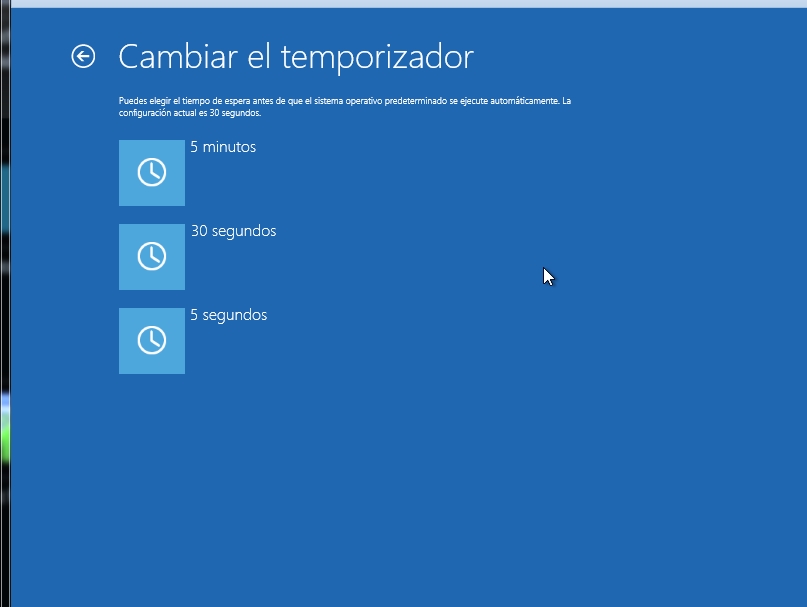 Cambiar el temporizador
Puedes elegir el tiempo de espera antes de que el sistema operativo predeterminado se ejecute automáticamente. La
configuración actual es 30 segundos.
5 minutos
30 segundos
5 segundos